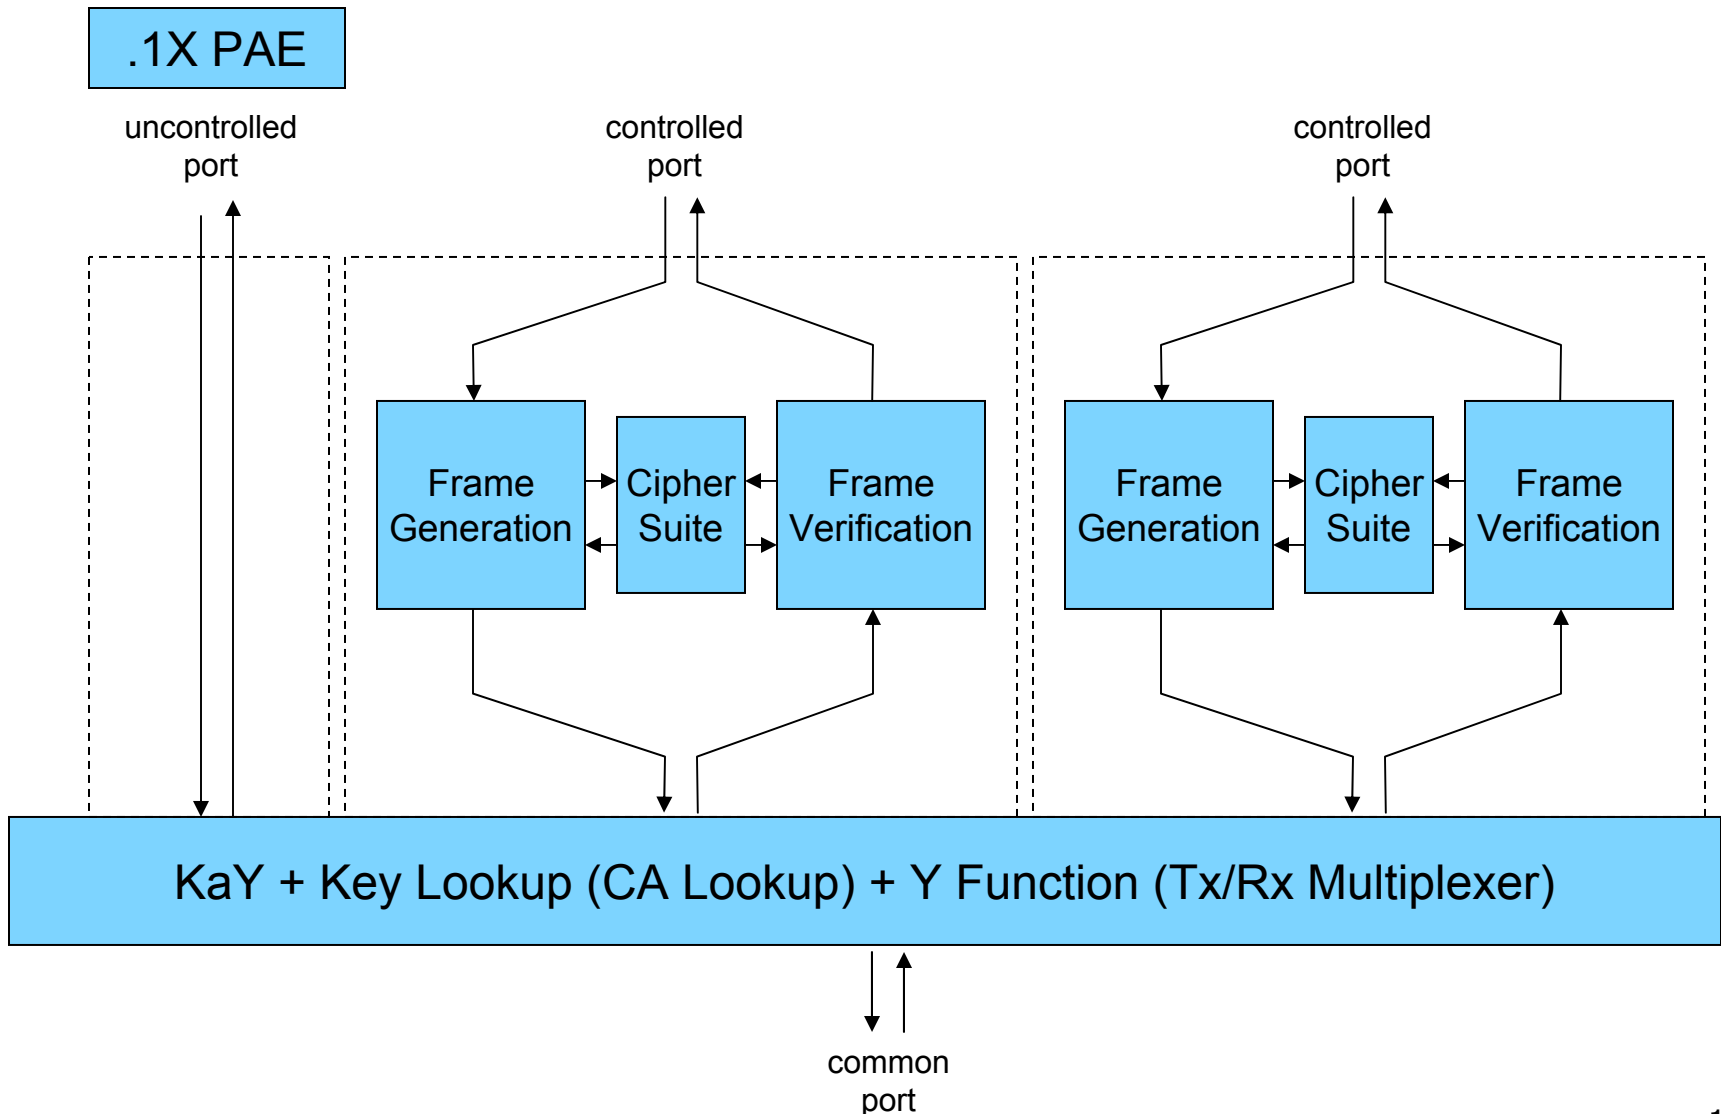 .1X PAE
uncontrolled
port
controlled
port
controlled
port
Frame
Generation
Cipher
Suite
Frame
Verification
Frame
Generation
Cipher
Suite
Frame
Verification
KaY + Key Lookup (CA Lookup) + Y Function (Tx/Rx Multiplexer)
common
port